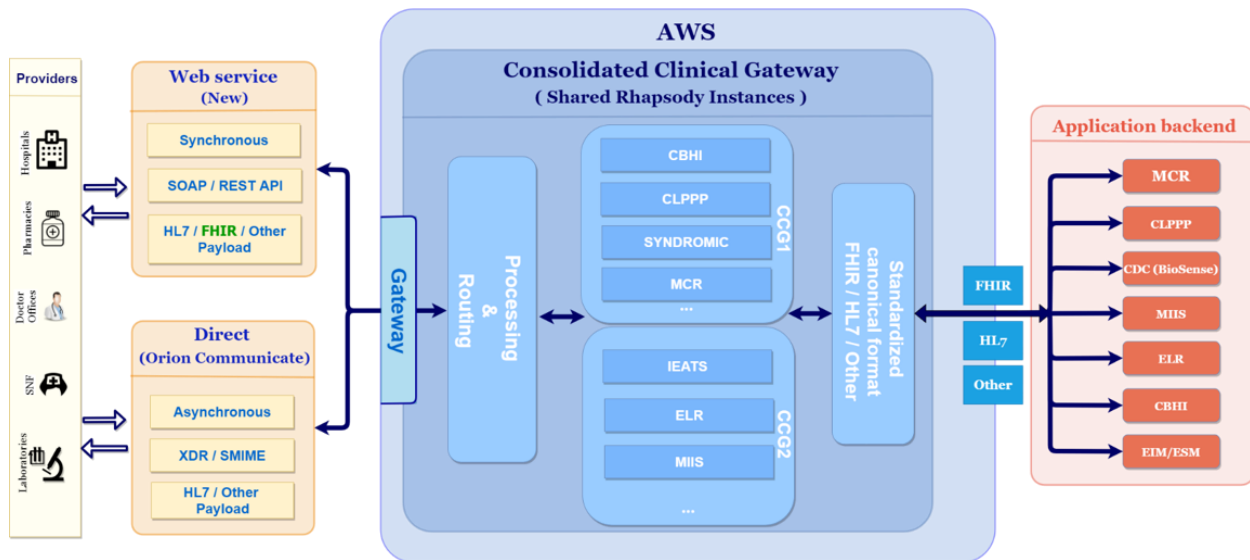 Providers
Hospitals
Pharmacies
Doctor
Offices
SNF
Laboratories
Web service
(New)
Synchronous
SOAP / REST API
HL7 / FHIR / Other
Payload
Direct
(Orion Communicate)
Asynchronous
XDR / SMIME
HL7 / Other
Payload
AWS
Consolidated Clinical Gateway
( Shared Rhapsody Instances )
Gateway
Processing
&
Routing
CBHI
CLPPP
SYNDROMIC
MCR
...
CCG1
IEATS
ELR
MIIS
...
CCG2
Standardized
canonical format
FHIR / HL7 / Other
FHIR
HL7
Other
Application backend
MCR
CLPPP
CDC (BioSense)
MIIS
ELR
CBHI
EIM/ESM